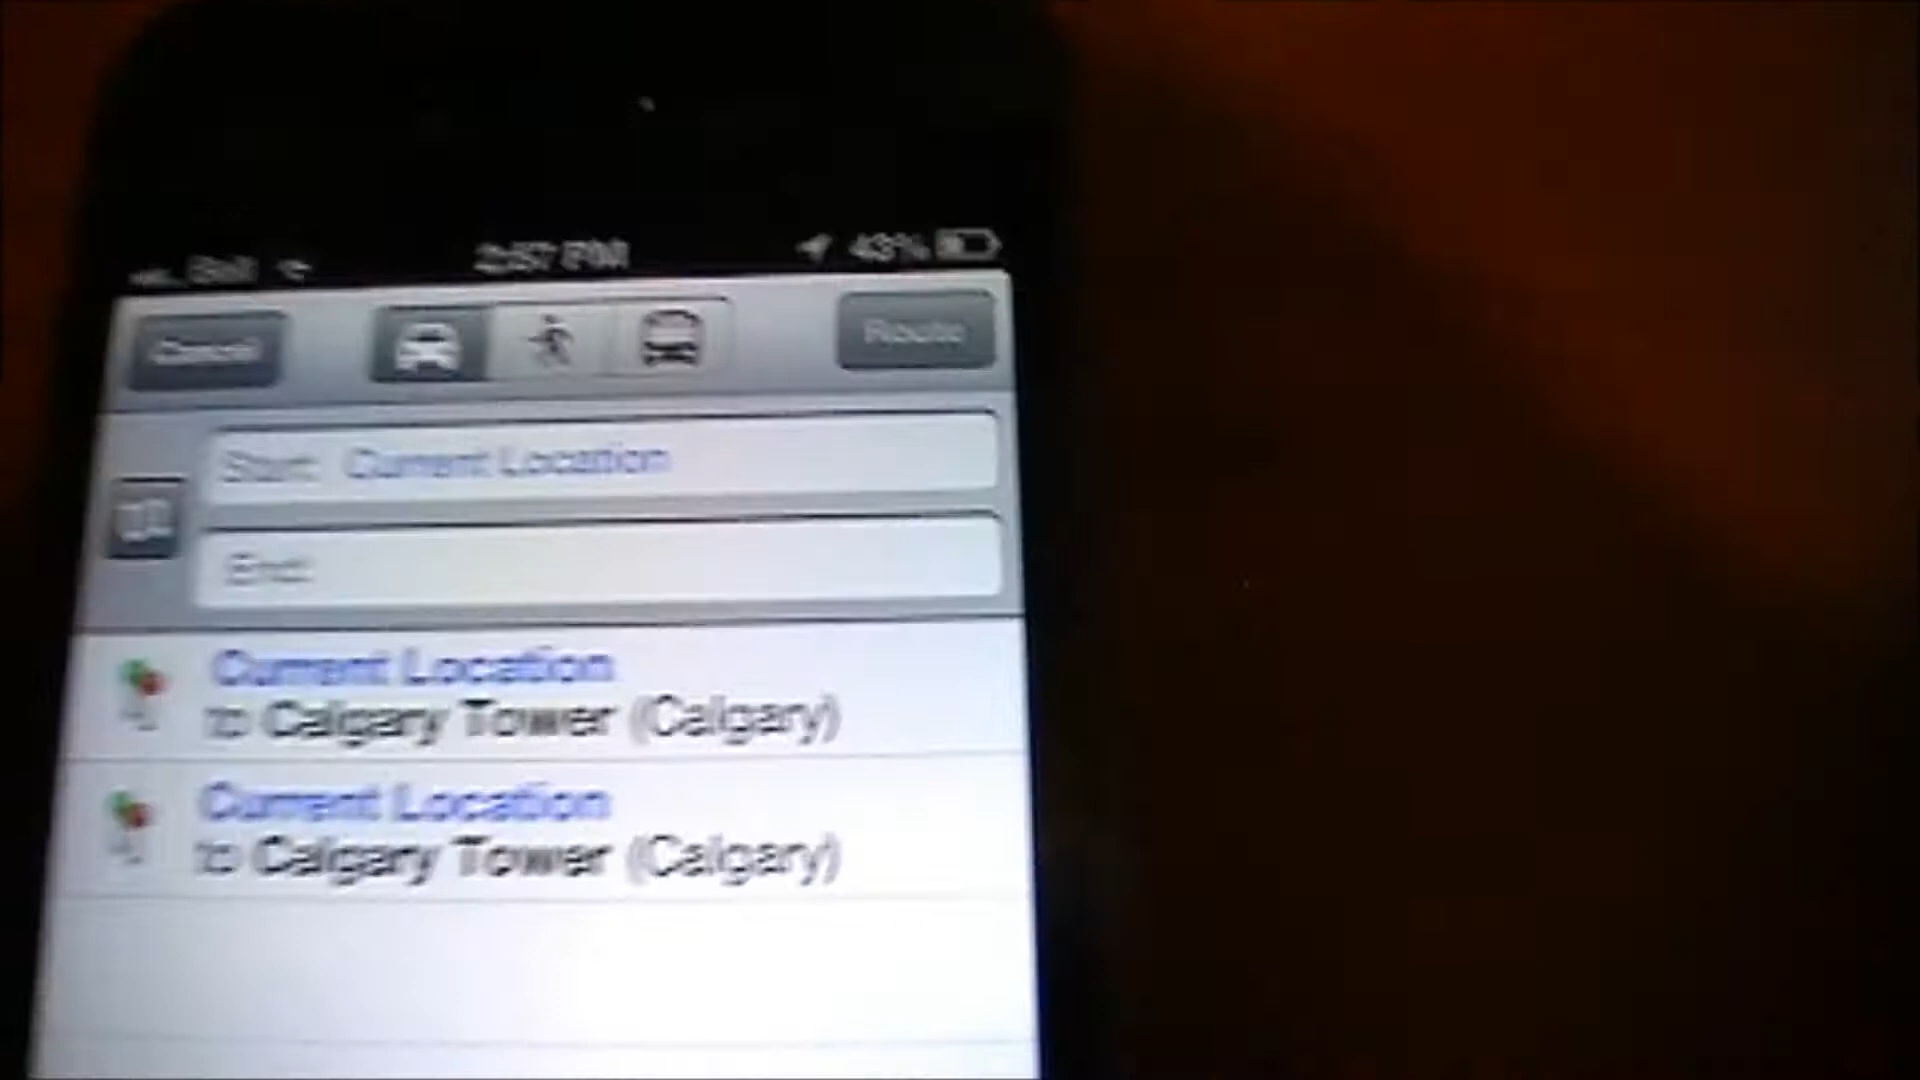 Bell 2:57 PM 43%
Cancel Route
Start: Current Location
End:
Current Location
to Calgary Tower (Calgary)
Current Location
to Calgary Tower (Calgary)